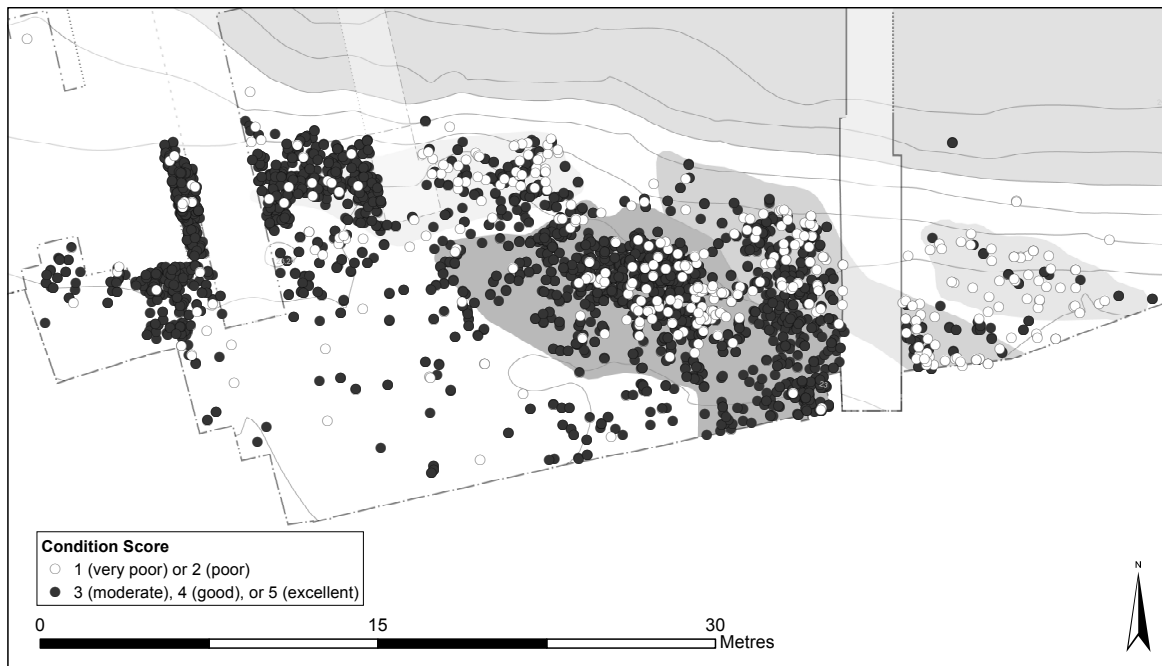 Condition Score
1 (very poor) or 2 (poor)
3 (moderate), 4 (good), or 5 (excellent)
0 15 30
Metres
N